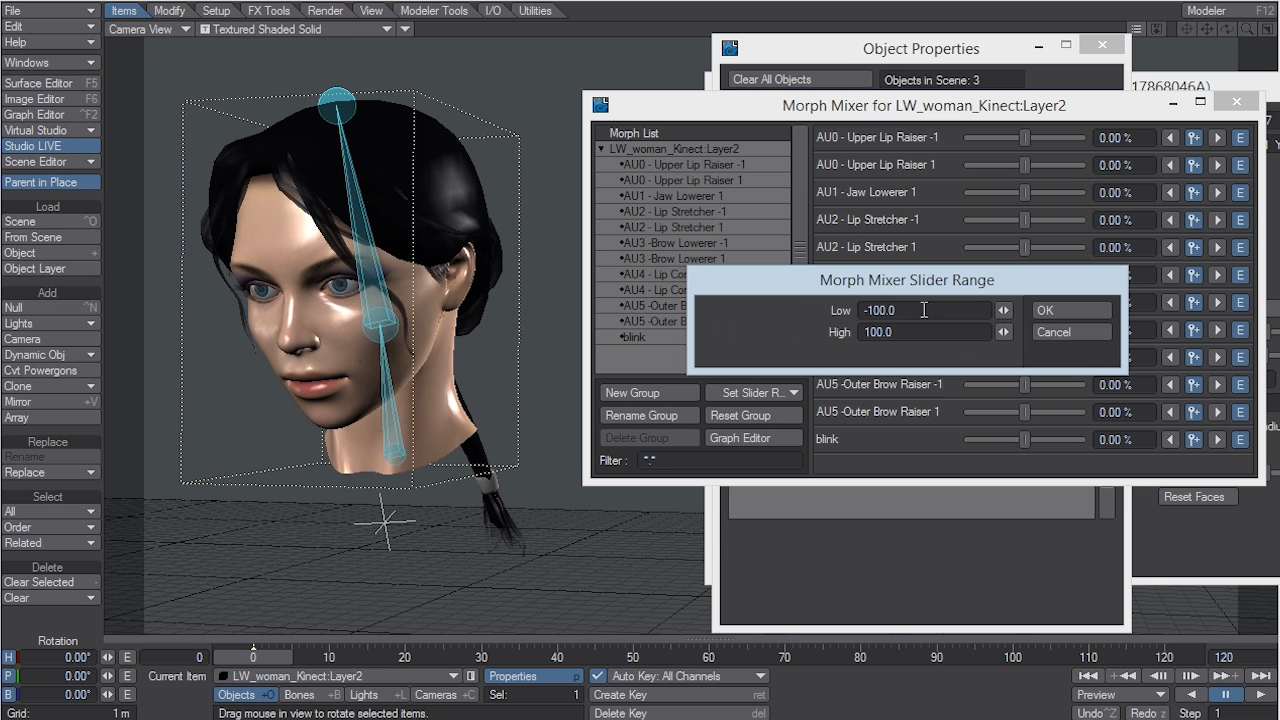 File
Items Modify Setup FX Tools Render View Modeler Tools I/O Utilities Modeler F12
Edit
Camera View T Textured Shaded Solid
Help
Windows
Surface Editor F5
Image Editor F6
Graph Editor F2
Virtual Studio
Studio LIVE
Scene Editor
Parent in Place
Load
Scene ^O
From Scene
Object +
Object Layer
Add
Null ^N
Lights
Camera
Dynamic Obj
Cvt Powergons
Clone
Mirror +V
Array
Replace
Rename
Replace
Select
All
Order
Related
Delete
Clear Selected -
Clear
Object Properties
Clear All Objects Objects in Scene: 3
17868046A)
Morph Mixer for LW_woman_Kinect:Layer2
Morph List
LW_woman_Kinect:Layer2
AU0 - Upper Lip Raiser -1
AU0 - Upper Lip Raiser 1
AU1 - Jaw Lowerer 1
AU2 - Lip Stretcher -1
AU2 - Lip Stretcher 1
AU3 -Brow Lowerer -1
AU3 -Brow Lowerer 1
AU4 - Lip Cor
AU4 - Lip Cor
AU5 -Outer B
AU5 -Outer B
blink
New Group Set Slider R...
Rename Group Reset Group
Delete Group Graph Editor
Filter : *.*
AU0 - Upper Lip Raiser -1 0.00 % E
AU0 - Upper Lip Raiser 1 0.00 % E
AU1 - Jaw Lowerer 1 0.00 % E
AU2 - Lip Stretcher -1 0.00 % E
AU2 - Lip Stretcher 1 0.00 % E
AU5 -Outer Brow Raiser -1 0.00 % E
AU5 -Outer Brow Raiser 1 0.00 % E
blink 0.00 % E
Morph Mixer Slider Range
Low -100.0 OK
High 100.0 Cancel
Reset Faces
Rotation
H 0.00° E 0 0 10 20 30 40 50 60 70 80 90 100 110 120 120
P 0.00° E Current Item LW_woman_Kinect:Layer2 Properties p Auto Key: All Channels
B 0.00° E Objects +O Bones +B Lights +L Cameras +C Sel: 1 Create Key ret Preview
Grid: 1 m Drag mouse in view to rotate selected items. Delete Key del Undo^Z Redo z Step 1